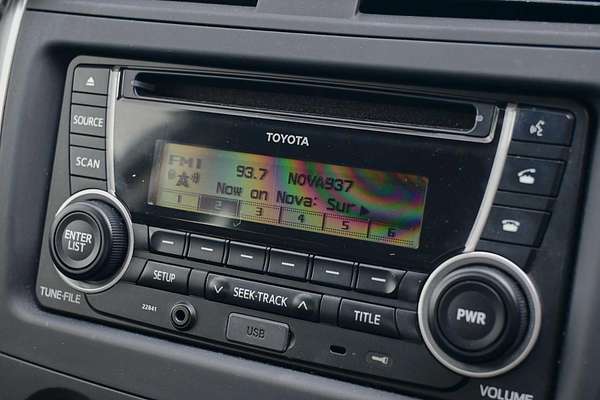 SOURCE
SCAN
ENTER
LIST
TUNE·FILE
TOYOTA
FM1
93.7 NOVA937
Now on Nova: Sur
1 2 3 4 5 6
SETUP
SEEK·TRACK
TITLE
22841
USB
PWR
VOLUME